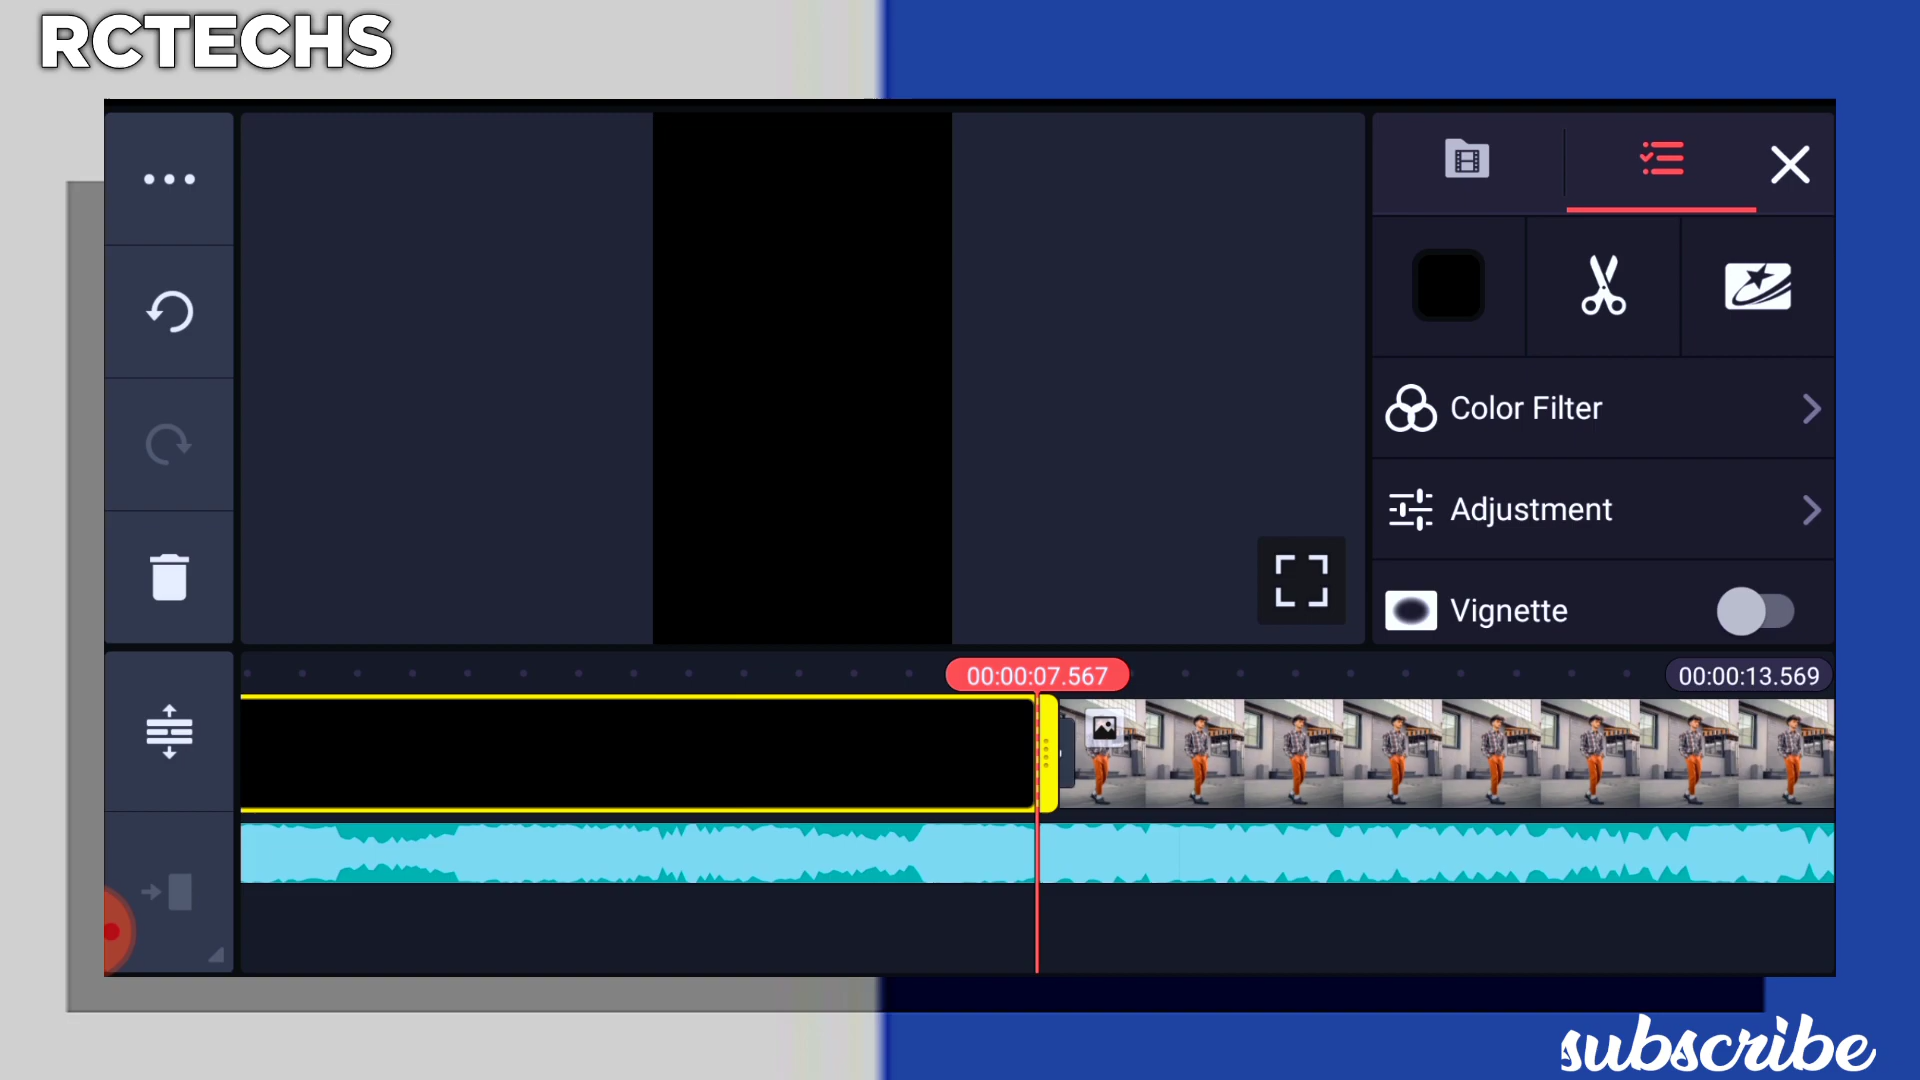 RCTECHS
Color Filter
Adjustment
Vignette
00:00:07.567
00:00:13.569
subscribe